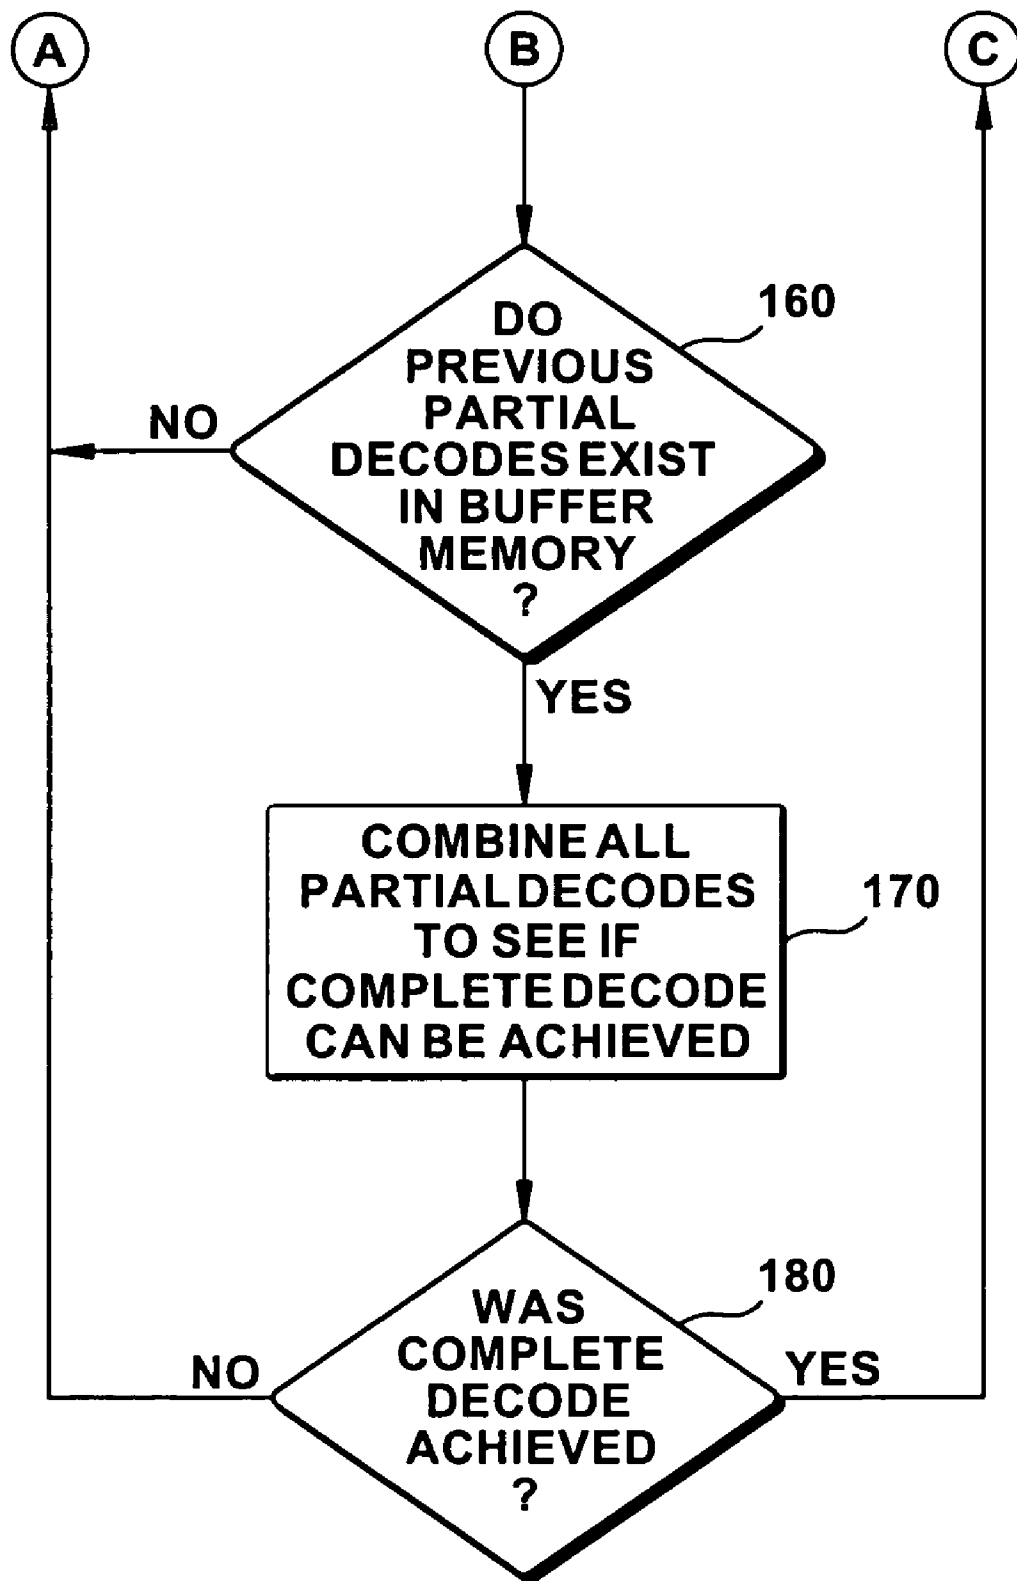 A
B
C
160
DO
PREVIOUS
PARTIAL
DECODES EXIST
IN BUFFER
MEMORY
?
NO
YES
COMBINE ALL
PARTIAL DECODES
TO SEE IF
COMPLETE DECODE
CAN BE ACHIEVED
170
180
WAS
COMPLETE
DECODE
ACHIEVED
?
NO
YES